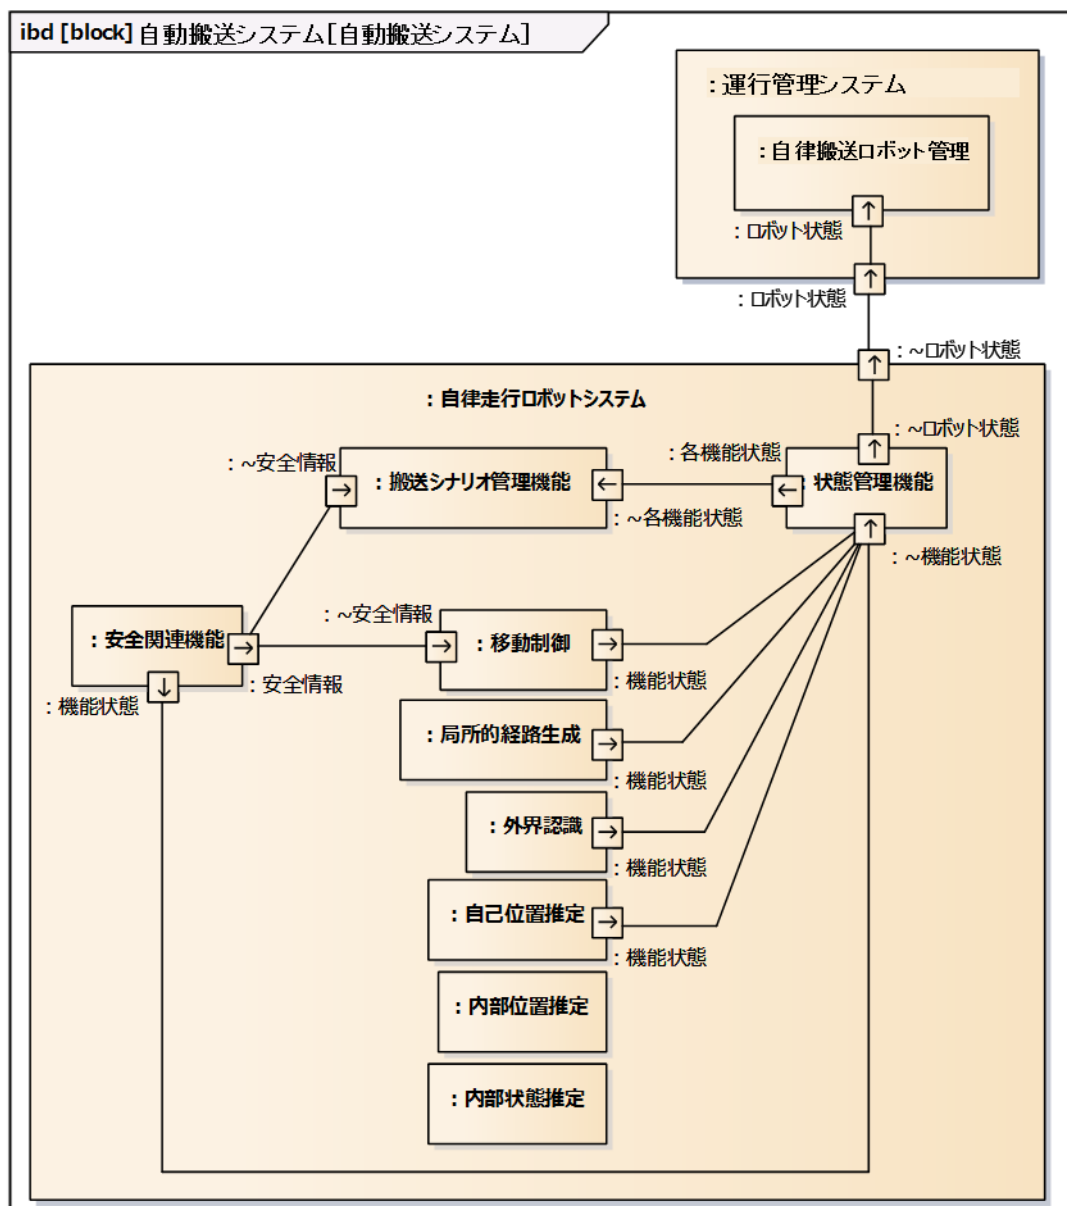 ibd [block] 自動搬送システム[自動搬送システム]
: 運行管理システム
: 自律搬送ロボット管理
: ロボット状態
: ロボット状態
: ~ロボット状態
: 自律走行ロボットシステム
: ~ロボット状態
: 各機能状態
: ~安全情報
: 搬送シナリオ管理機能
: 状態管理機能
: ~各機能状態
: ~機能状態
: ~安全情報
: 安全関連機能
: 移動制御
: 安全情報
: 機能状態
: 機能状態
: 局所的経路生成
: 機能状態
: 外界認識
: 機能状態
: 自己位置推定
: 機能状態
: 内部位置推定
: 内部状態推定